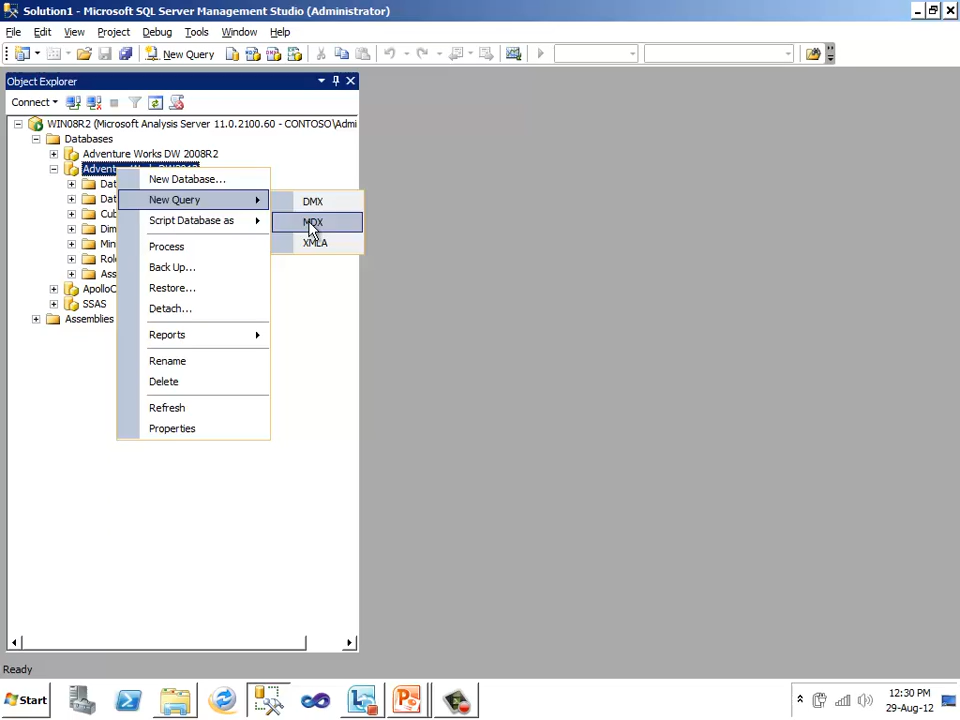 Solution1 - Microsoft SQL Server Management Studio (Administrator)
File Edit View Project Debug Tools Window Help
New Query
Object Explorer
Connect
WIN08R2 (Microsoft Analysis Server 11.0.2100.60 - CONTOSO\Admi
Databases
Adventure Works DW 2008R2
New Database...
New Query
DMX
MDX
XMLA
Script Database as
Process
Back Up...
Restore...
Detach...
Reports
Rename
Delete
Refresh
Properties
SSAS
Assemblies
Ready
Start
12:30 PM
29-Aug-12